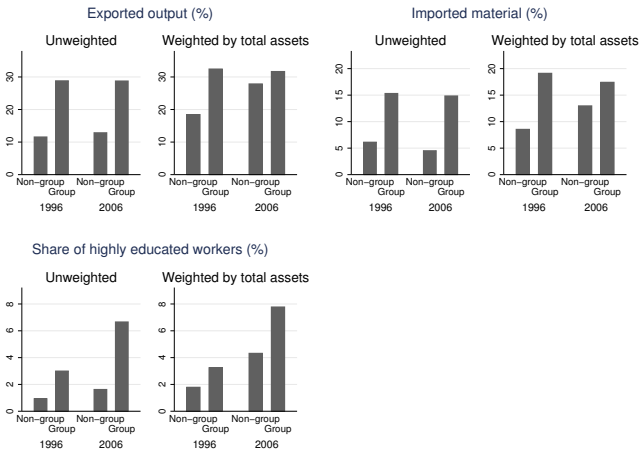 Exported output (%)
Unweighted
Weighted by total assets
0
10
20
30
0
10
20
30
Non−group
Group
Non−group
Group
1996
2006
Non−group
Group
Non−group
Group
1996
2006
Imported material (%)
Unweighted
Weighted by total assets
0
5
10
15
20
0
5
10
15
20
Non−group
Group
Non−group
Group
1996
2006
Non−group
Group
Non−group
Group
1996
2006
Share of highly educated workers (%)
Unweighted
Weighted by total assets
0
2
4
6
8
0
2
4
6
8
Non−group
Group
Non−group
Group
1996
2006
Non−group
Group
Non−group
Group
1996
2006